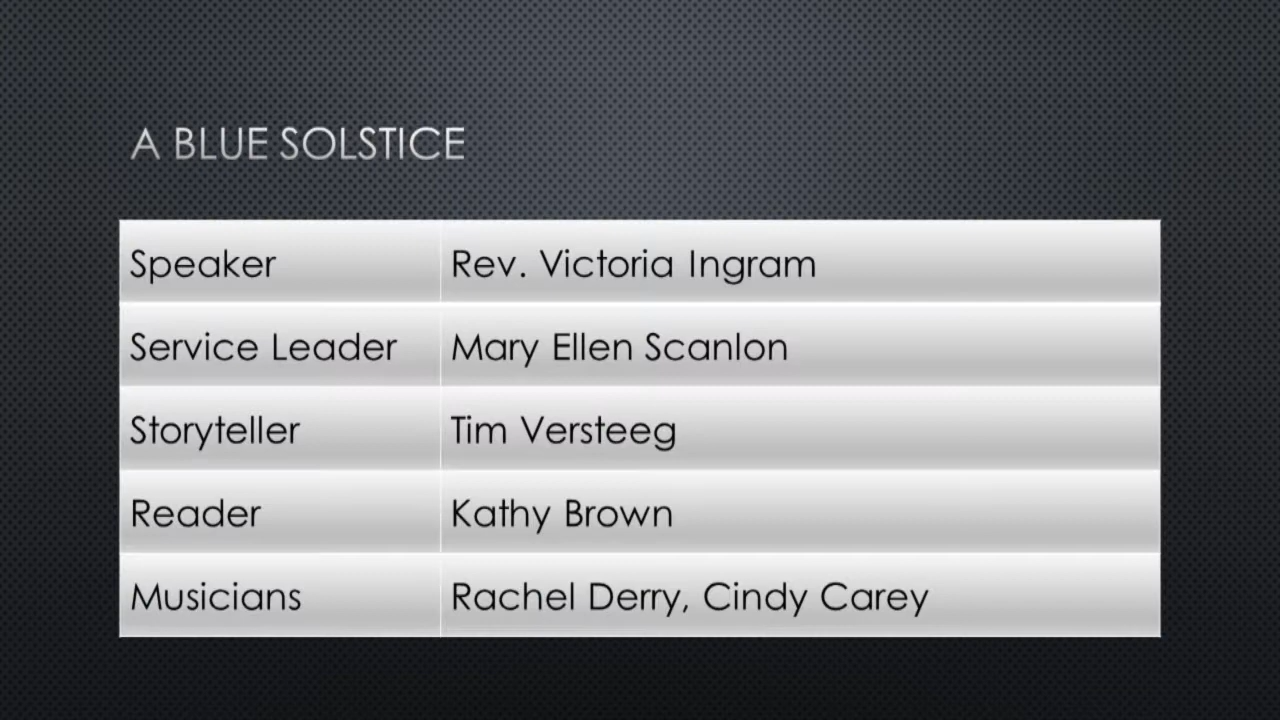 A BLUE SOLSTICE
Speaker Rev. Victoria Ingram
Service Leader Mary Ellen Scanlon
Storyteller Tim Versteeg
Reader Kathy Brown
Musicians Rachel Derry, Cindy Carey